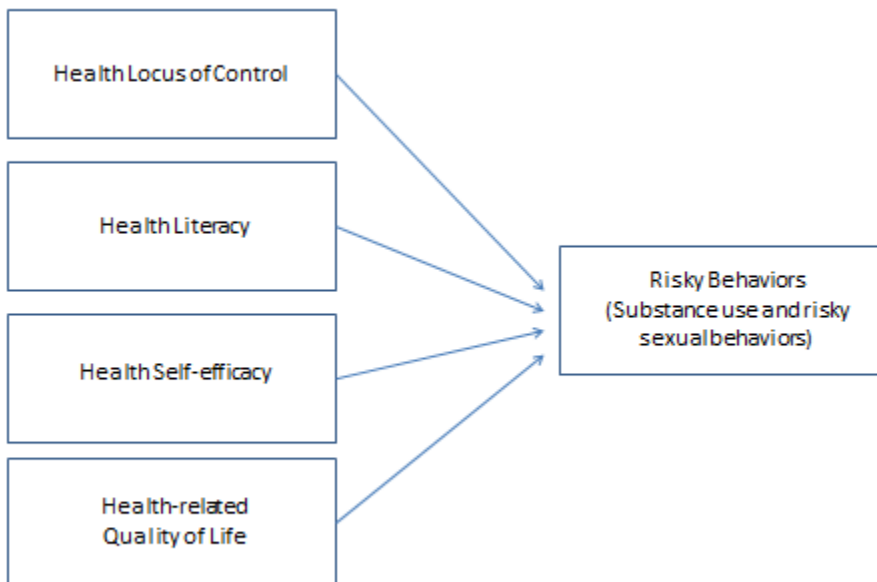 Health Locus of Control
Health Literacy
Health Self-efficacy
Health-related
Quality of Life
Risky Behaviors
(Substance use and risky
sexual behaviors)